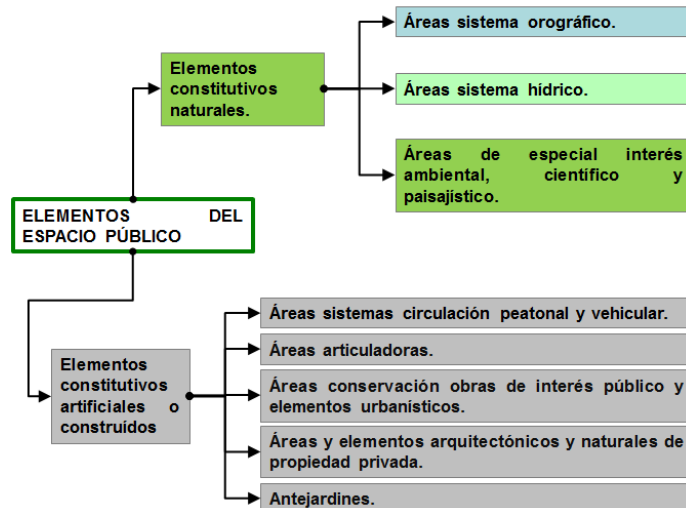 Áreas sistema orográfico.
Elementos
constitutivos
naturales.
Áreas sistema hídrico.
Áreas de especial interés
ambiental, científico y
paisajístico.
ELEMENTOS DEL
ESPACIO PÚBLICO
Áreas sistemas circulación peatonal y vehicular.
Áreas articuladoras.
Elementos
constitutivos
artificiales o
construídos
Áreas conservación obras de interés público y
elementos urbanísticos.
Áreas y elementos arquitectónicos y naturales de
propiedad privada.
Antejardines.